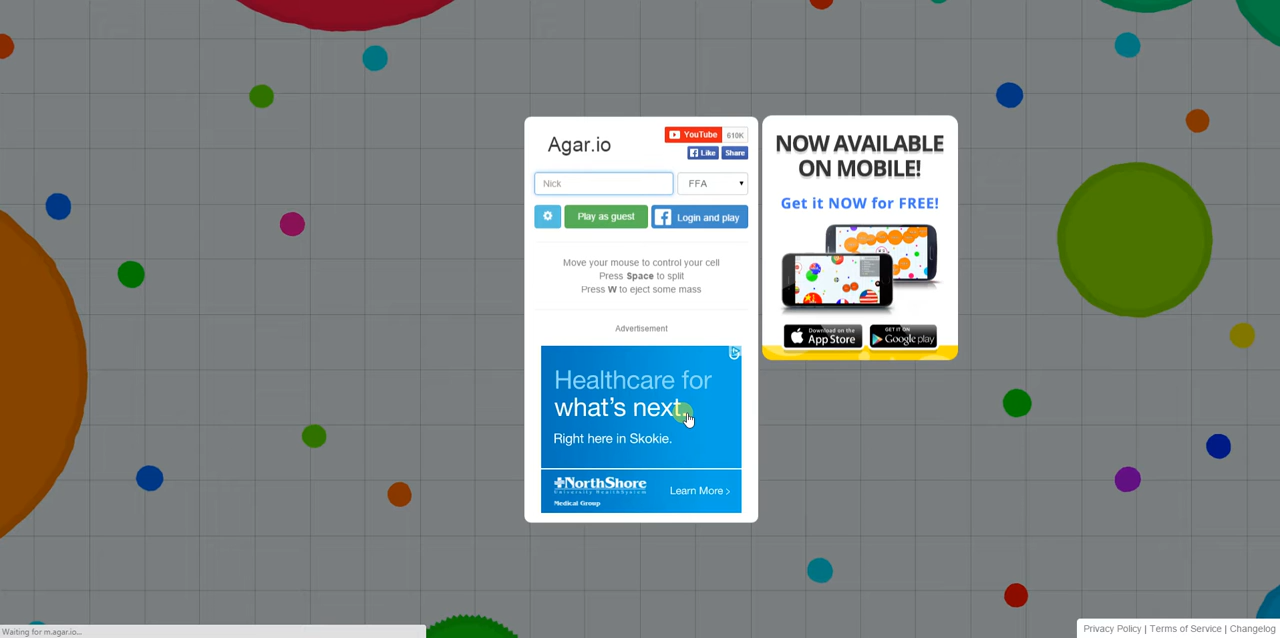 Agar.io
YouTube 610K
Like Share
Nick
FFA
Play as guest
Login and play
Move your mouse to control your cell
Press Space to split
Press W to eject some mass
Advertisement
Healthcare for
what's next.
Right here in Skokie.
NorthShore
University HealthSystem
Medical Group
Learn More >
NOW AVAILABLE
ON MOBILE!
Get it NOW for FREE!
Download on the
App Store
GET IT ON
Google play
Waiting for m.agar.io...
Privacy Policy | Terms of Service | Changelog